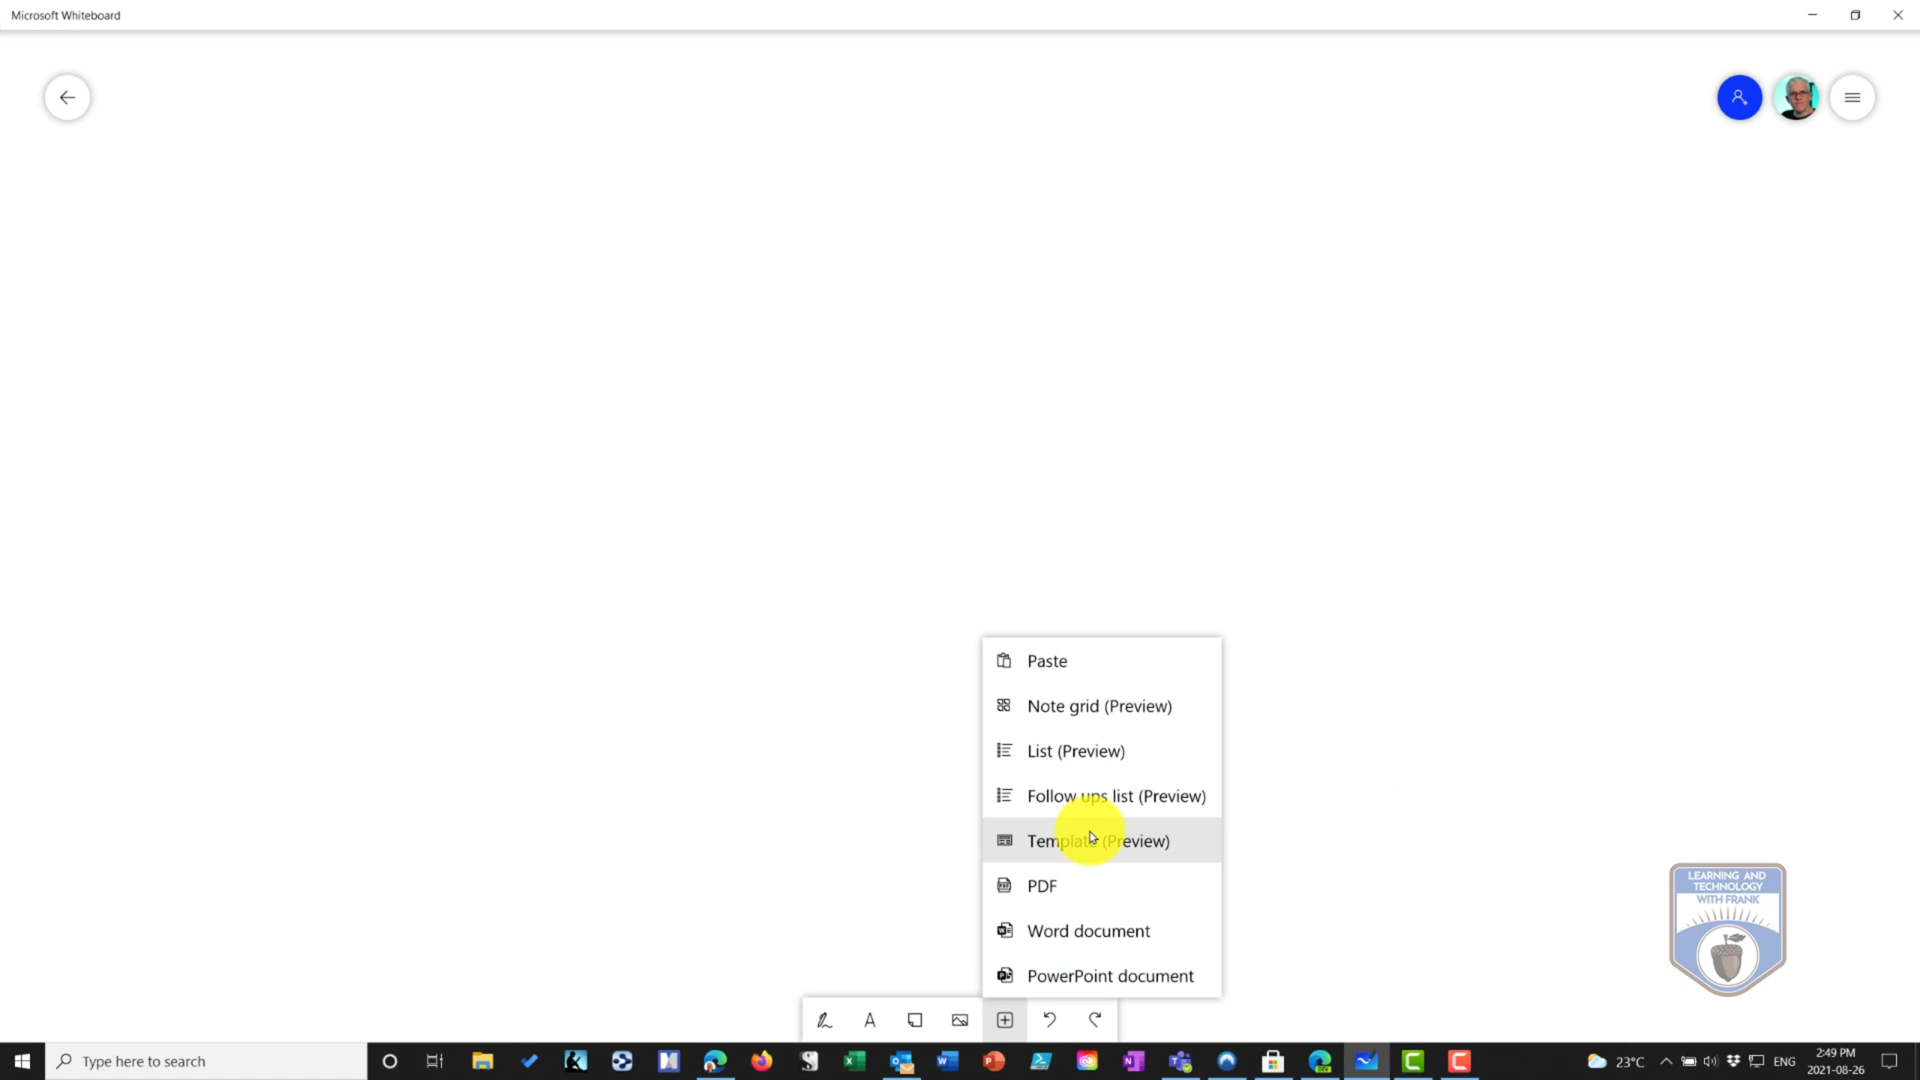 Microsoft Whiteboard
Paste
Note grid (Preview)
List (Preview)
Follow ups list (Preview)
Template (Preview)
PDF
Word document
PowerPoint document
LEARNING AND
TECHNOLOGY
WITH FRANK
Type here to search
23°C
ENG
2:49 PM
2021-08-26